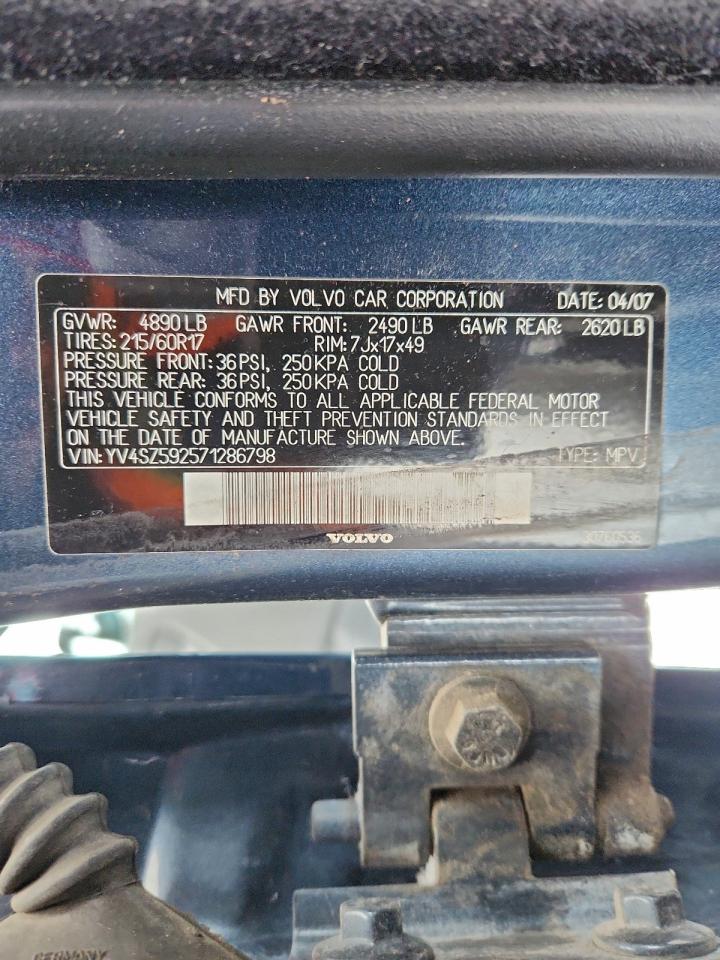 MFD BY VOLVO CAR CORPORATION DATE: 04/07
GVWR: 4890 LB GAWR FRONT: 2490 LB GAWR REAR: 2620 LB
TIRES: 215/60R17 RIM: 7Jx17x49
PRESSURE FRONT: 36 PSI, 250 KPA COLD
PRESSURE REAR: 36 PSI, 250 KPA COLD
THIS VEHICLE CONFORMS TO ALL APPLICABLE FEDERAL MOTOR
VEHICLE SAFETY AND THEFT PREVENTION STANDARDS IN EFFECT
ON THE DATE OF MANUFACTURE SHOWN ABOVE.
VIN: YV4SZ592571286798 TYPE: MPV
VOLVO 30760536
GERMANY